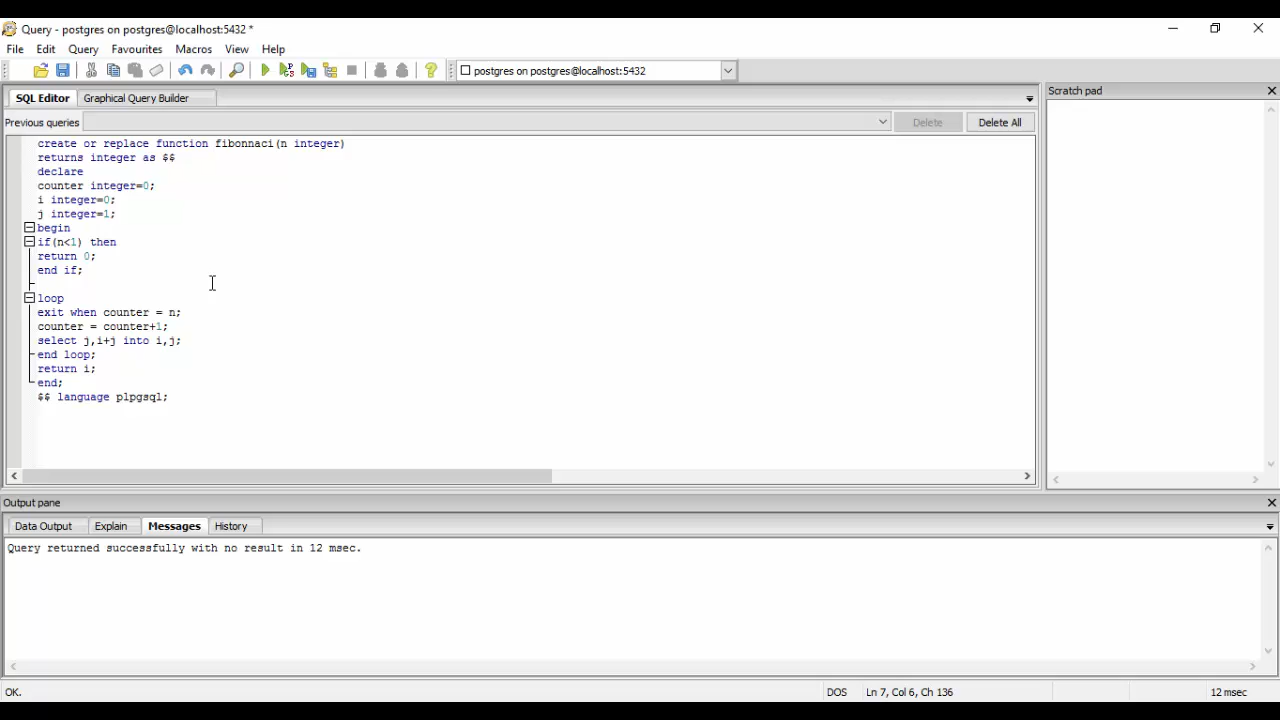 Query - postgres on postgres@localhost:5432 *
File Edit Query Favourites Macros View Help
postgres on postgres@localhost:5432
SQL Editor Graphical Query Builder
Scratch pad
Previous queries Delete Delete All
create or replace function fibonnaci(n integer)
returns integer as $$
declare
counter integer=0;
i integer=0;
j integer=1;
begin
if(n<1) then
return 0;
end if;
loop
exit when counter = n;
counter = counter+1;
select j,i+j into i,j;
end loop;
return i;
end;
$$ language plpgsql;
Output pane
Data Output Explain Messages History
Query returned successfully with no result in 12 msec.
OK. DOS Ln 7, Col 6, Ch 136 12 msec